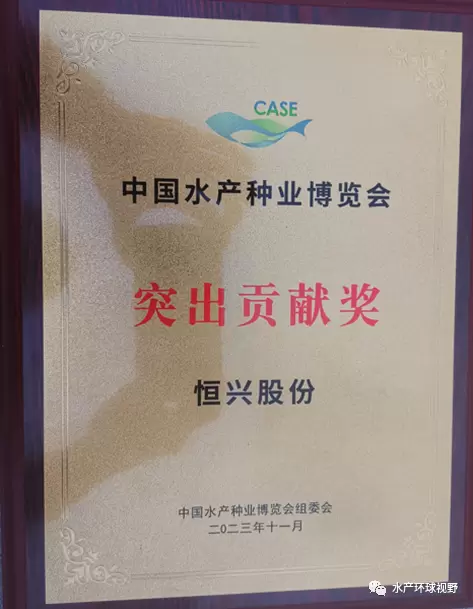 CASE
中国水产种业博览会
突出贡献奖
恒兴股份
中国水产种业博览会组委会
二0二三年十一月
水产环球视野